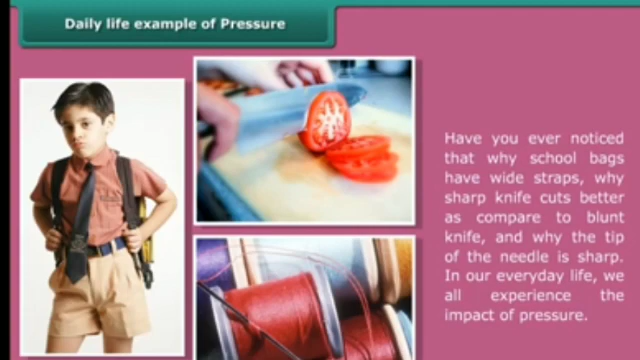 Daily life example of Pressure
Have you ever noticed
that why school bags
have wide straps, why
sharp knife cuts better
as compare to blunt
knife, and why the tip
of the needle is sharp.
In our everyday life, we
all experience the
impact of pressure.